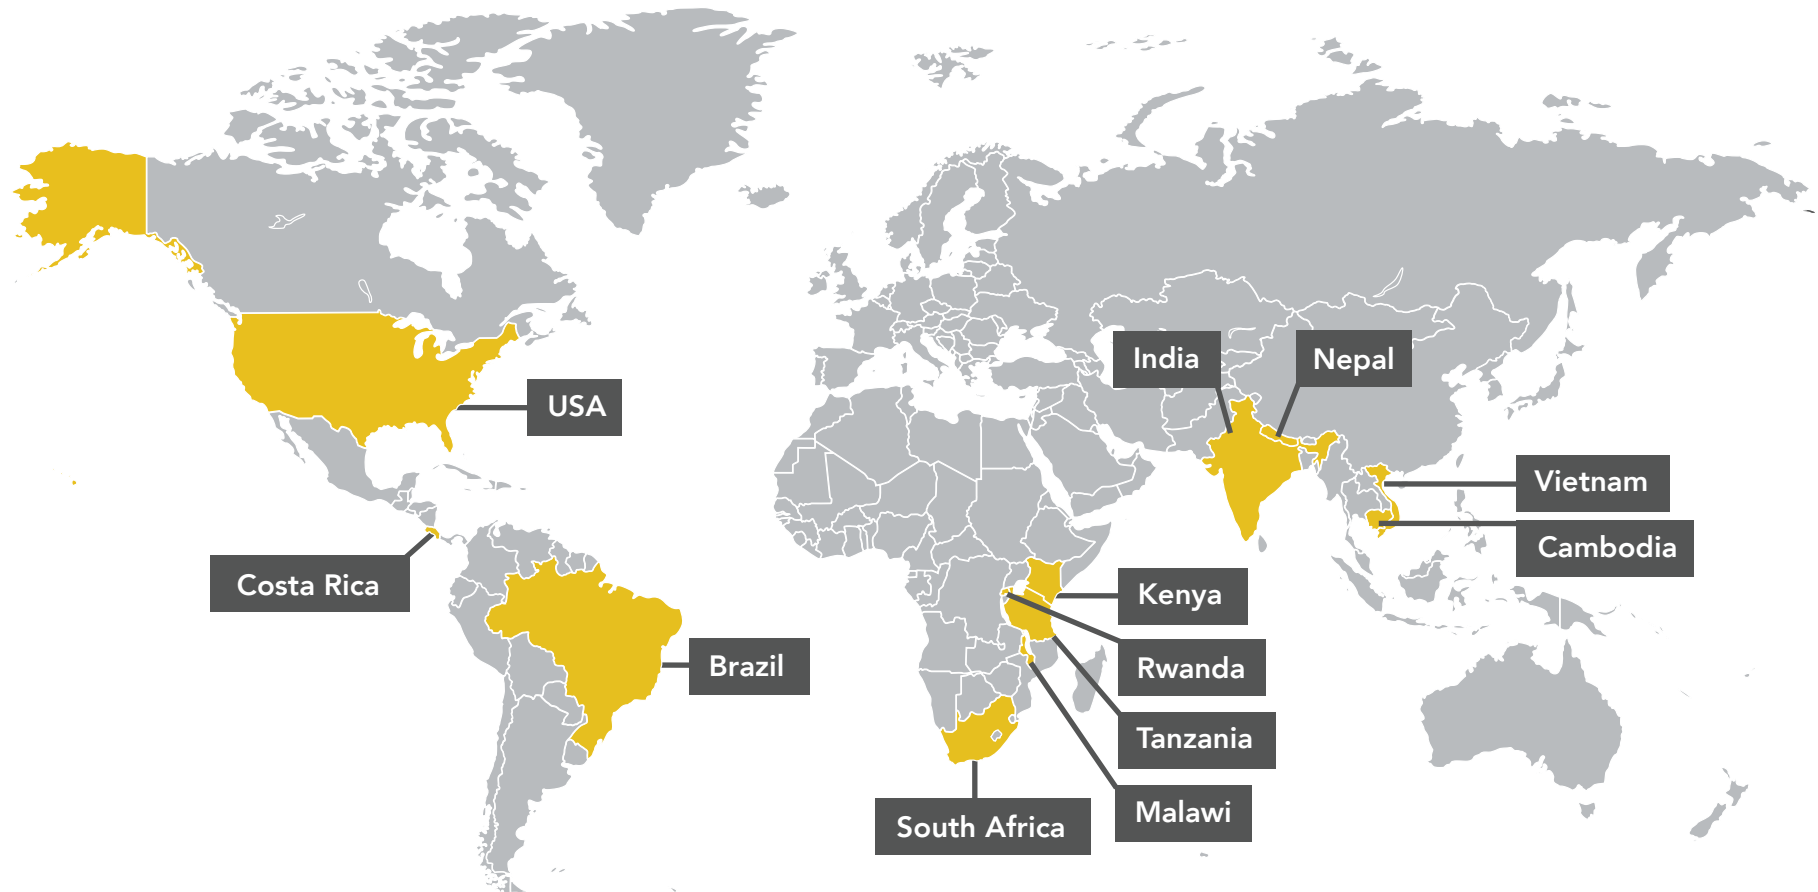 India
Nepal
USA
Vietnam
Cambodia
Costa Rica
Kenya
Brazil
Rwanda
Tanzania
Malawi
South Africa